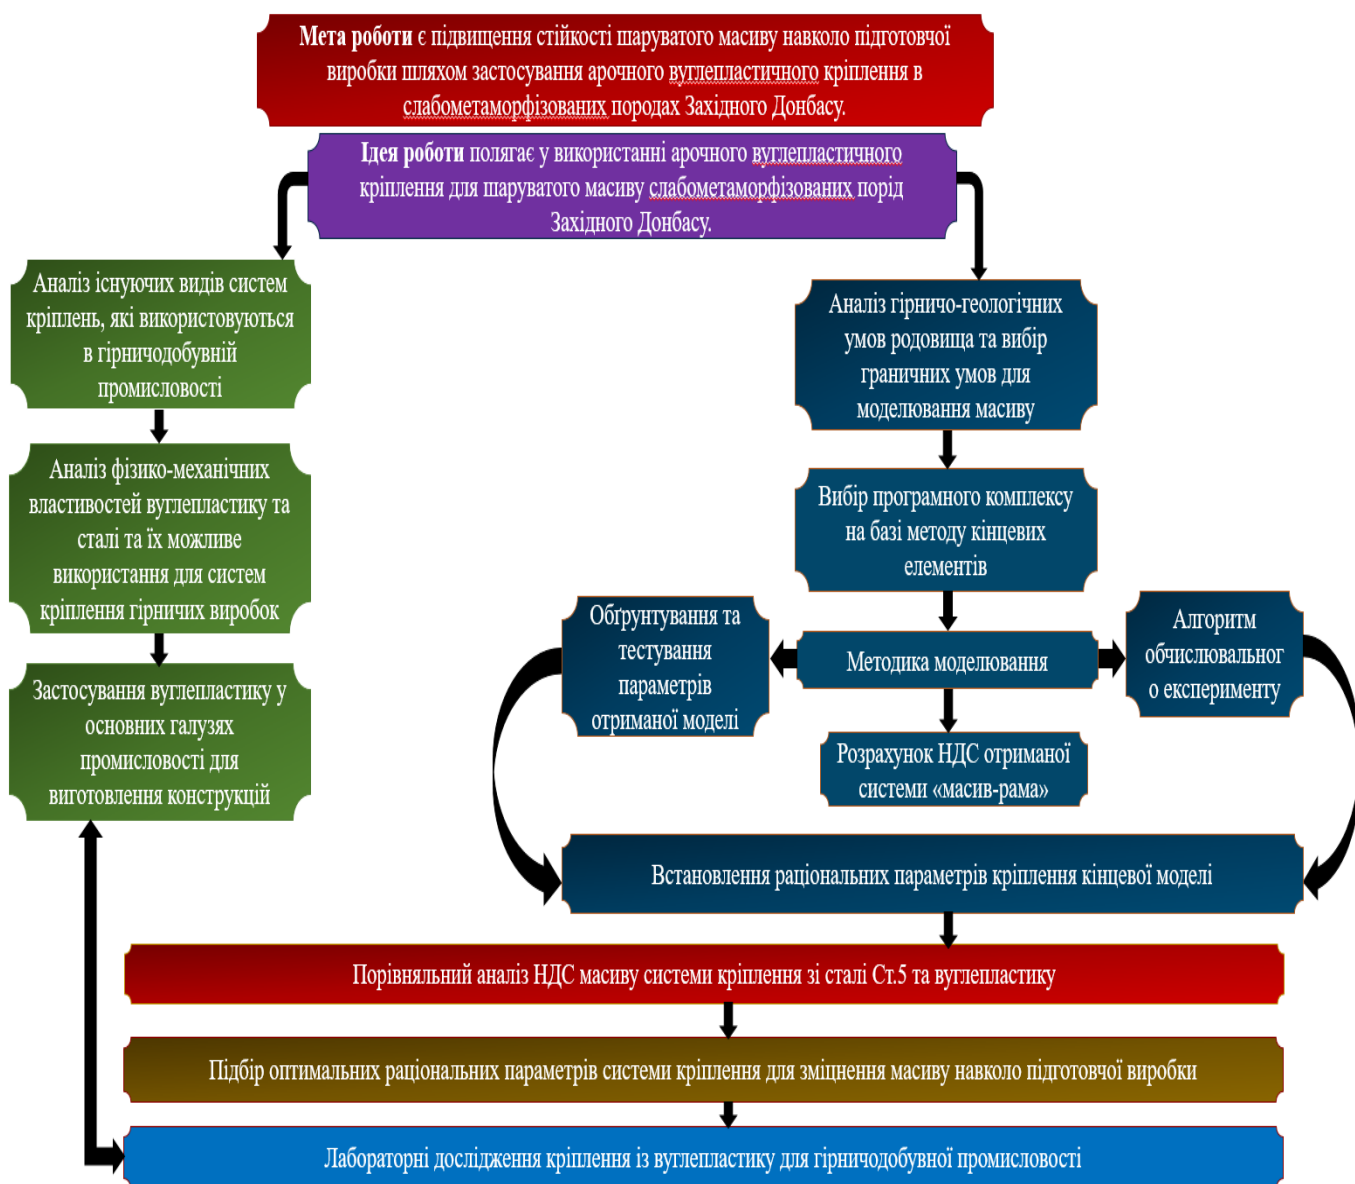 Мета роботи є підвищення стійкості шаруватого масиву навколо підготовчої
виробки шляхом застосування арочного вуглепластичного кріплення в
слабометаморфізованих породах Західного Донбасу.
Ідея роботи полягає у використанні арочного вуглепластичного
кріплення для шаруватого масиву слабометаморфізованих порід
Західного Донбасу.
Аналіз існуючих видів систем
кріплень, які використовуються
в гірничодобувній
промисловості
Аналіз фізико-механічних
властивостей вуглепластику та
сталі та їх можливе
використання для систем
кріплення гірничих виробок
Застосування вуглепластику у
основних галузях
промисловості для
виготовлення конструкцій
Аналіз гірничо-геологічних
умов родовища та вибір
граничних умов для
моделювання масиву
Вибір програмного комплексу
на базі методу кінцевих
елементів
Обґрунтування та
тестування
параметрів
отриманої моделі
Методика моделювання
Алгоритм
обчислювальног
о експерименту
Розрахунок НДС отриманої
системи «масив-рама»
Встановлення раціональних параметрів кріплення кінцевої моделі
Порівняльний аналіз НДС масиву системи кріплення зі сталі Ст.5 та вуглепластику
Підбір оптимальних раціональних параметрів системи кріплення для зміцнення масиву навколо підготовчої виробки
Лабораторні дослідження кріплення із вуглепластику для гірничодобувної промисловості